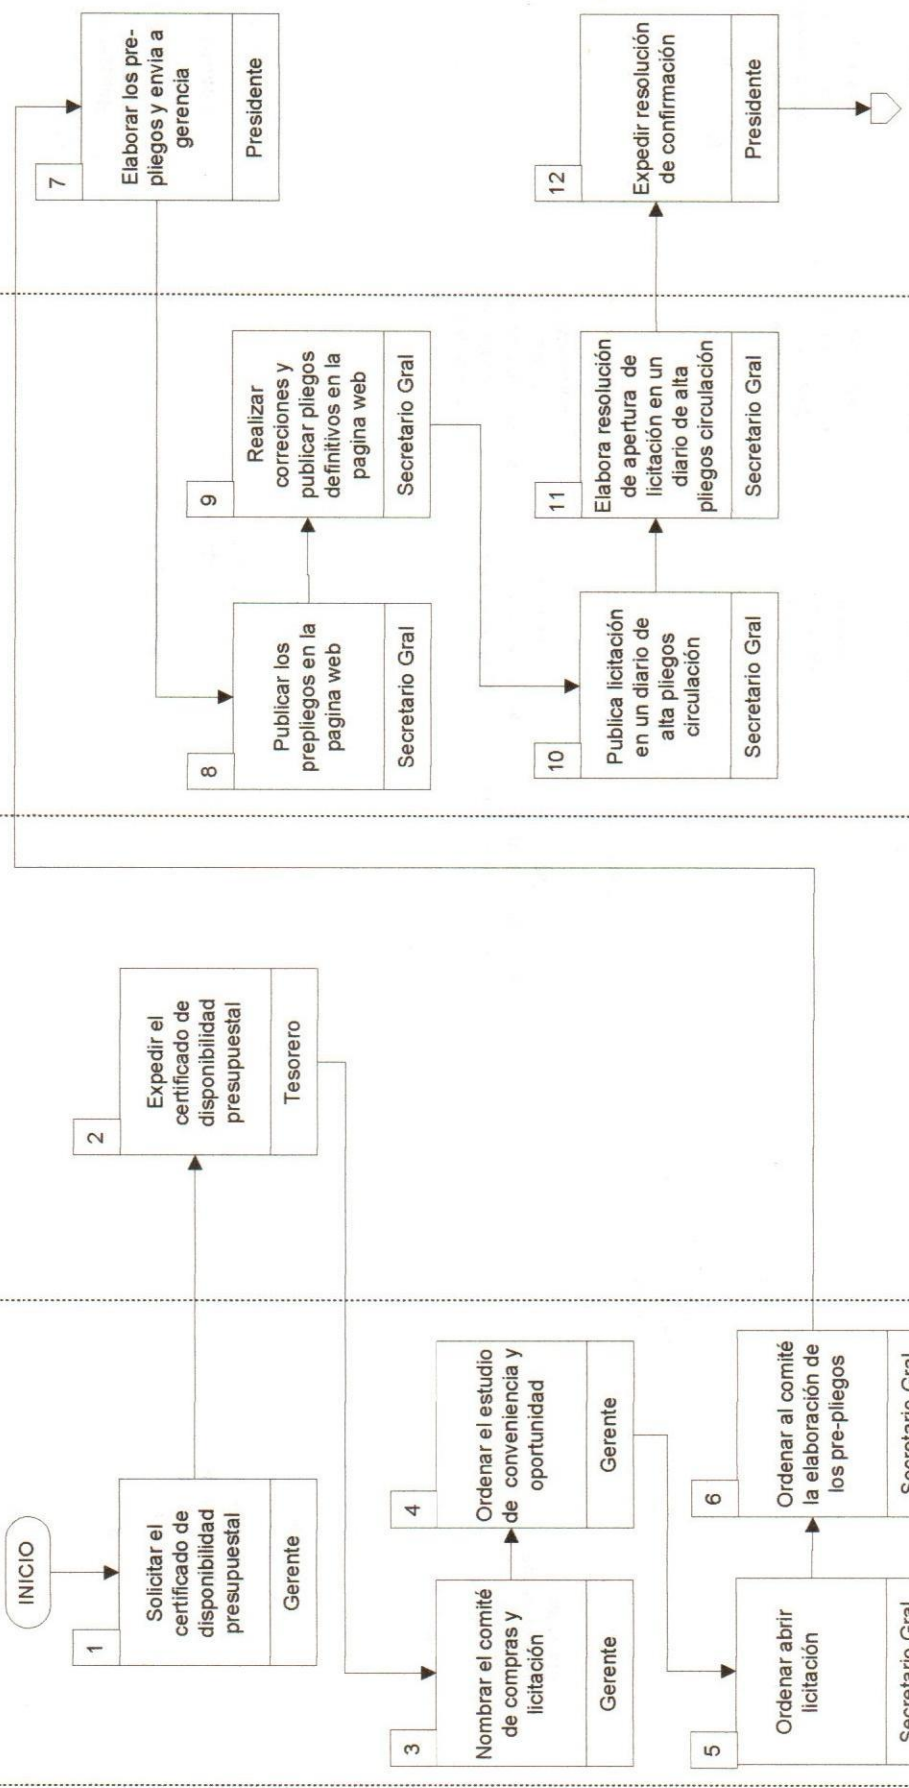 INICIO
1
Solicitar el
certificado de
disponibilidad
presupuestal
Gerente
2
Expedir el
certificado de
disponibilidad
presupuestal
Tesorero
3
Nombrar el comité
de compras y
licitación
Gerente
4
Ordenar el estudio
de conveniencia y
oportunidad
Gerente
5
Ordenar abrir
licitación
Secretario Gral
6
Ordenar al comité
la elaboración de
los pre-pliegos
Secretario Gral
7
Elaborar los pre-
pliegos y envia a
gerencia
Presidente
8
Publicar los
prepliegos en la
pagina web
Secretario Gral
9
Realizar
correciones y
publicar pliegos
definitivos en la
pagina web
Secretario Gral
10
Publica licitación
en un diario de
alta pliegos
circulación
Secretario Gral
11
Elabora resolución
de apertura de
licitación en un
diario de alta
pliegos circulación
Secretario Gral
12
Expedir resolución
de confirmación
Presidente